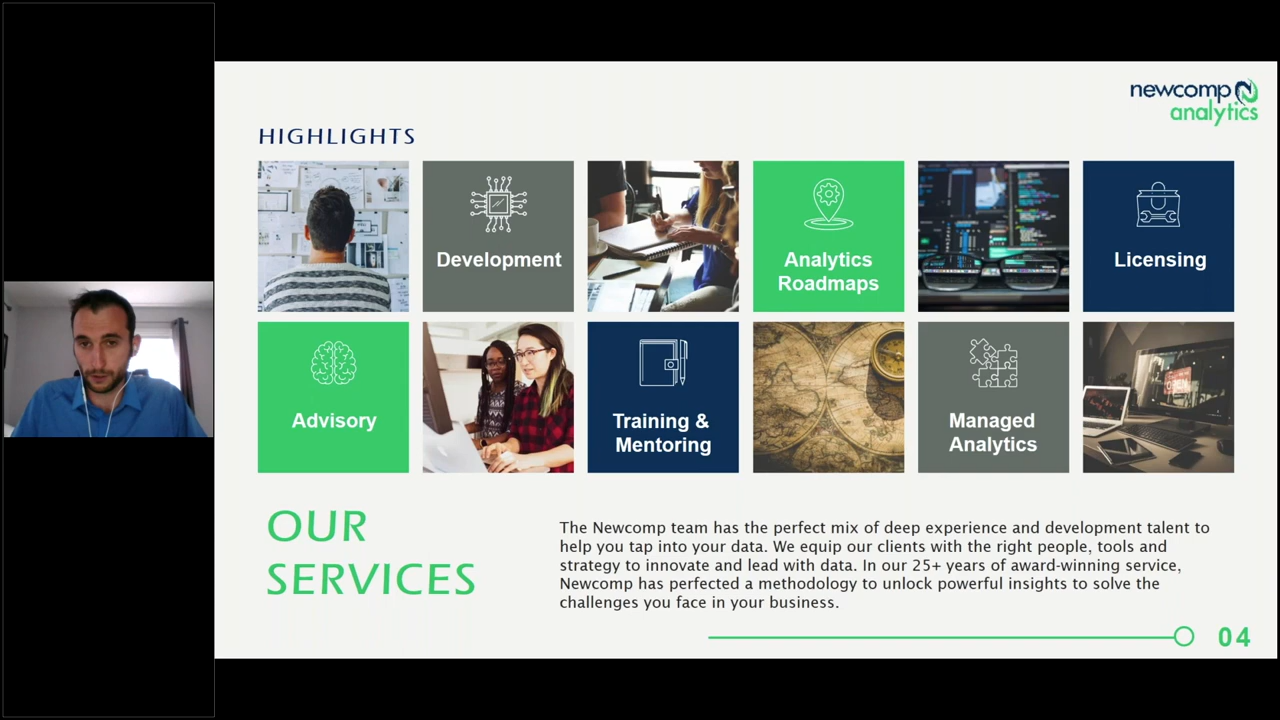 newcomp
analytics
HIGHLIGHTS
Development
Analytics
Roadmaps
Licensing
Advisory
Training &
Mentoring
Managed
Analytics
OPEN
OUR
SERVICES
The Newcomp team has the perfect mix of deep experience and development talent to
help you tap into your data. We equip our clients with the right people, tools and
strategy to innovate and lead with data. In our 25+ years of award-winning service,
Newcomp has perfected a methodology to unlock powerful insights to solve the
challenges you face in your business.
04